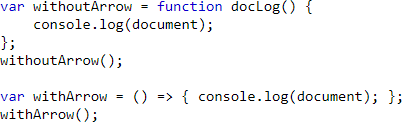 var withoutArrow = function docLog() {
    console.log(document);
};
withoutArrow();

var withArrow = () => { console.log(document); };
withArrow();